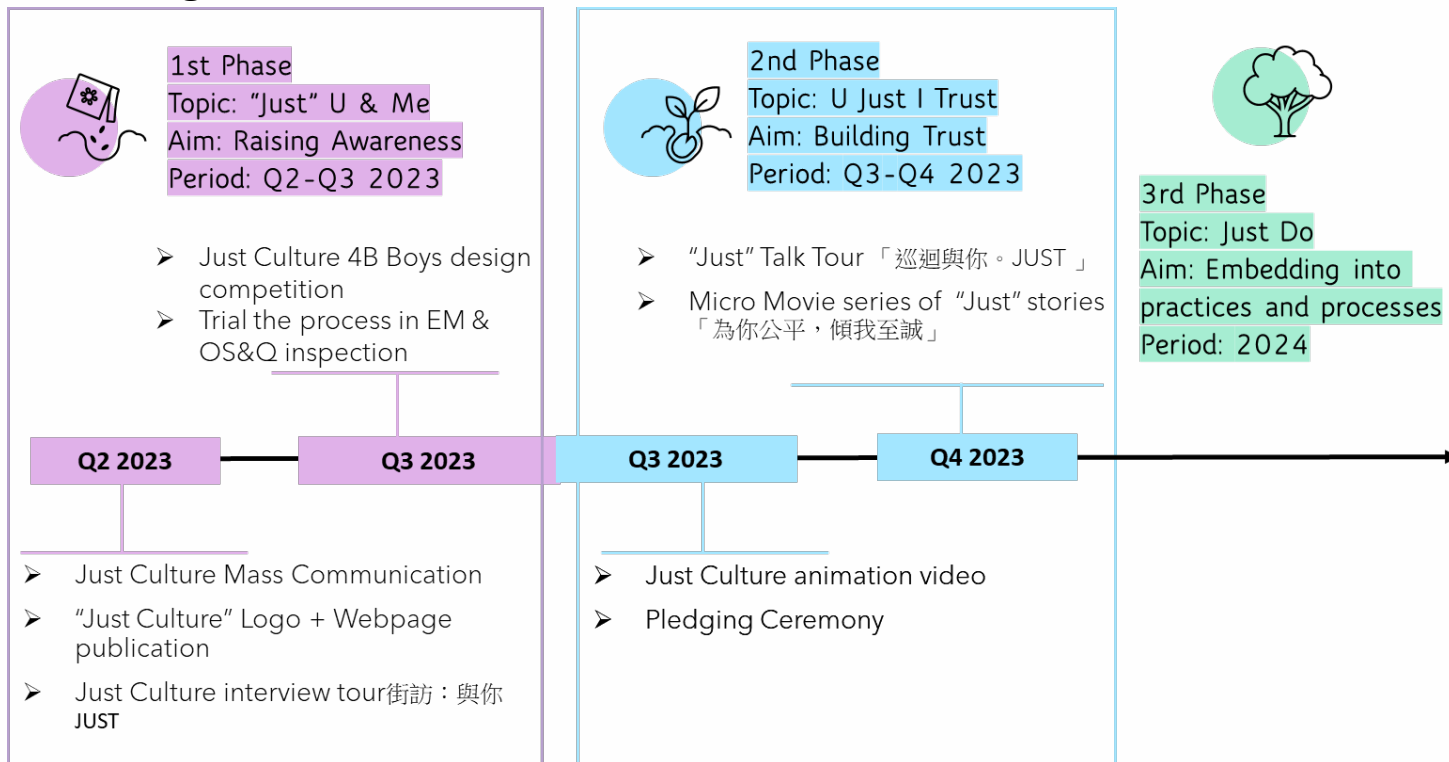 1st Phase
Topic: “Just” U & Me
Aim: Raising Awareness
Period: Q2-Q3 2023
➢ Just Culture 4B Boys design
competition
➢ Trial the process in EM &
OS&Q inspection
2nd Phase
Topic: U Just I Trust
Aim: Building Trust
Period: Q3-Q4 2023
➢ “Just” Talk Tour 「巡迴與你。JUST 」
➢ Micro Movie series of “Just” stories
「為你公平，傾我至誠」
3rd Phase
Topic: Just Do
Aim: Embedding into
practices and processes
Period: 2024
Q2 2023
Q3 2023
Q3 2023
Q4 2023
➢ Just Culture Mass Communication
➢ “Just Culture” Logo + Webpage
publication
➢ Just Culture interview tour街訪：與你
JUST
➢ Just Culture animation video
➢ Pledging Ceremony